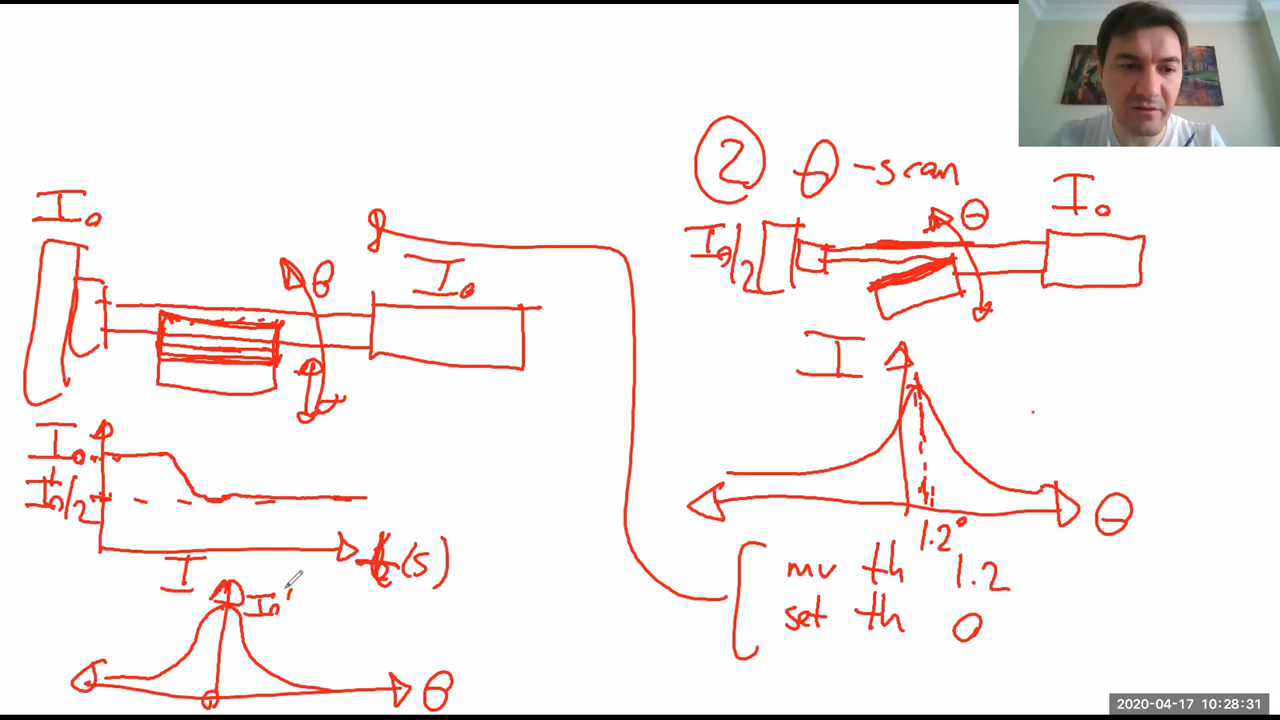 I₀
θ
I₀
I₀
I₀/2
t(s)
I
I₀'
θ
② θ-scan
I₀
I₀/2
θ
I
θ
1.2°
mv th 1.2
set th 0
2020-04-17 10:28:31